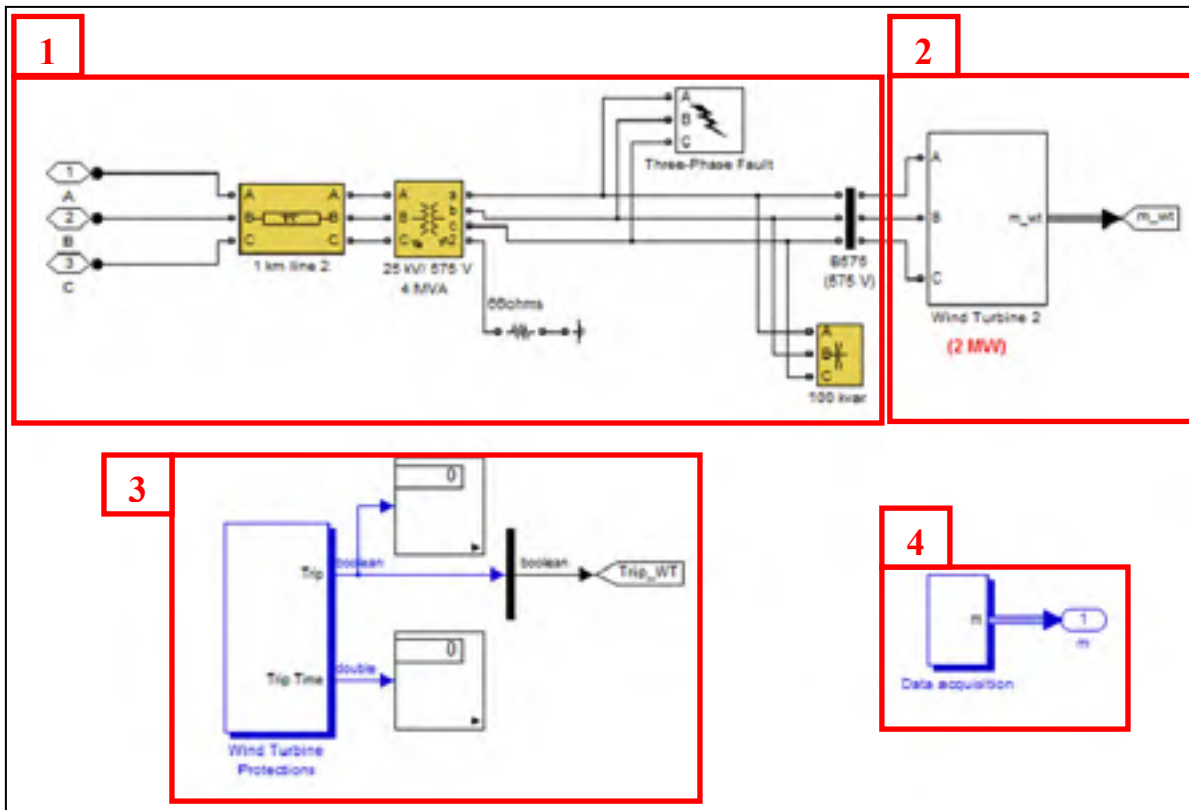 1
2
A
B
C
Three-Phase Fault
1
A
2
B
3
C
A
B
C
A
B
C
1 km line 2
A
B
C
a
b
c
25 kV/ 575 V
4 MVA
66ohms
B575
(575 V)
A
B
C
100 kvar
A
B
C
m_wt
Wind Turbine 2
(2 MW)
m_wt
3
Trip
boolean
0
boolean
Trip_WT
Trip Time
double
0
Wind Turbine
Protections
4
m
1
m
Data acquisition